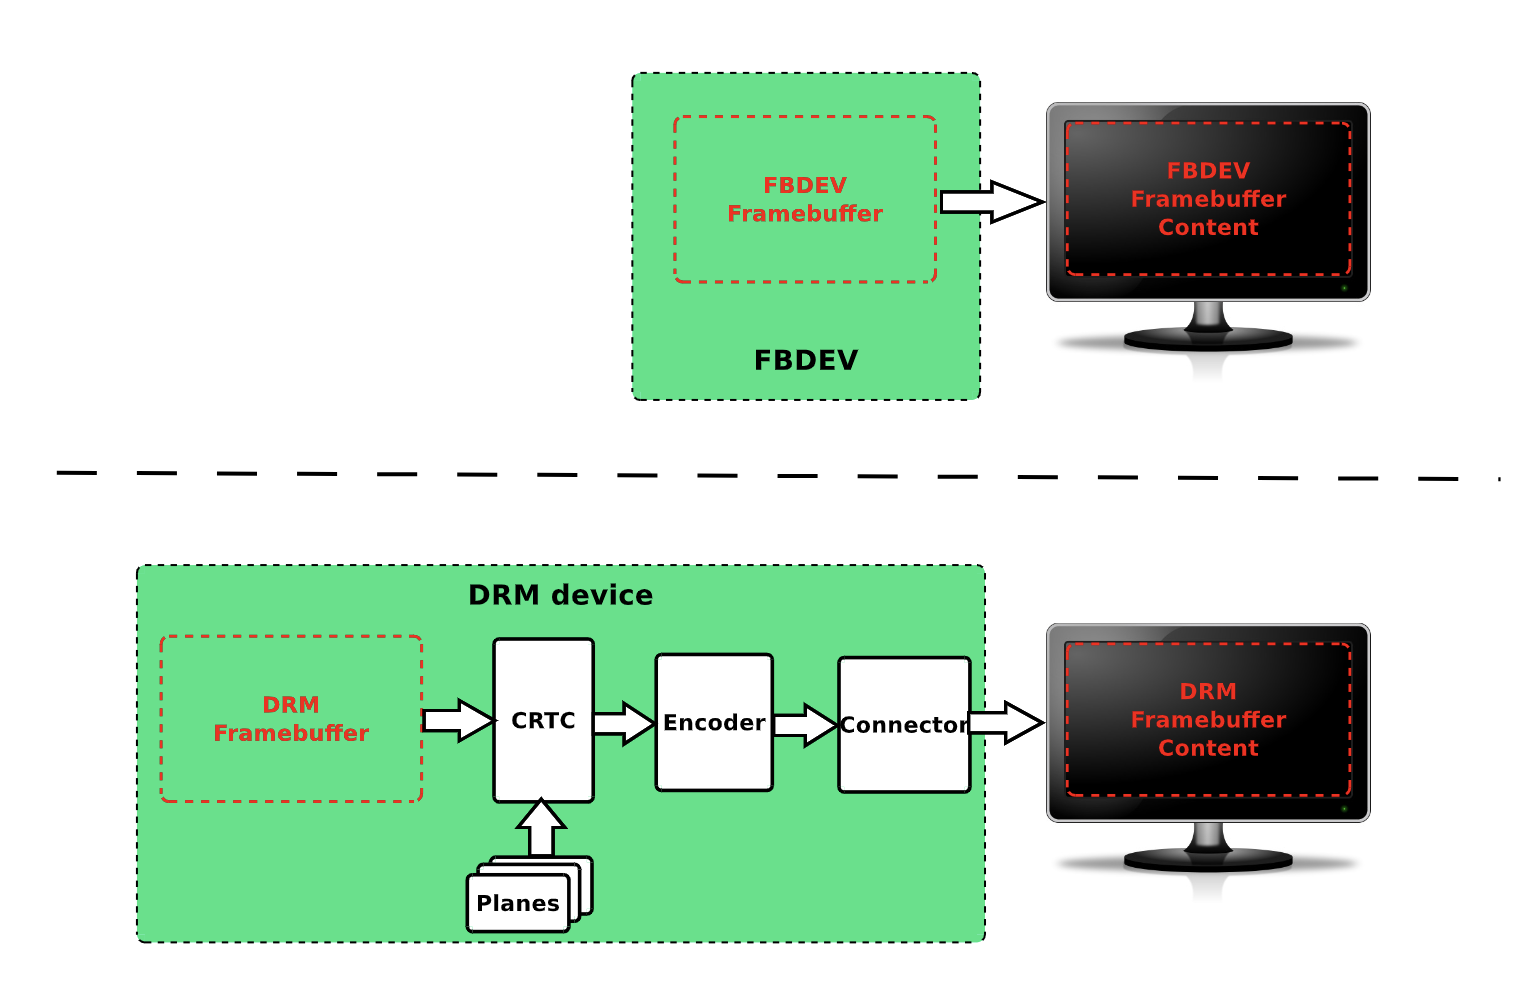 FBDEV
Framebuffer
FBDEV
FBDEV
Framebuffer
Content
DRM device
DRM
Framebuffer
CRTC
Encoder
Connector
Planes
DRM
Framebuffer
Content